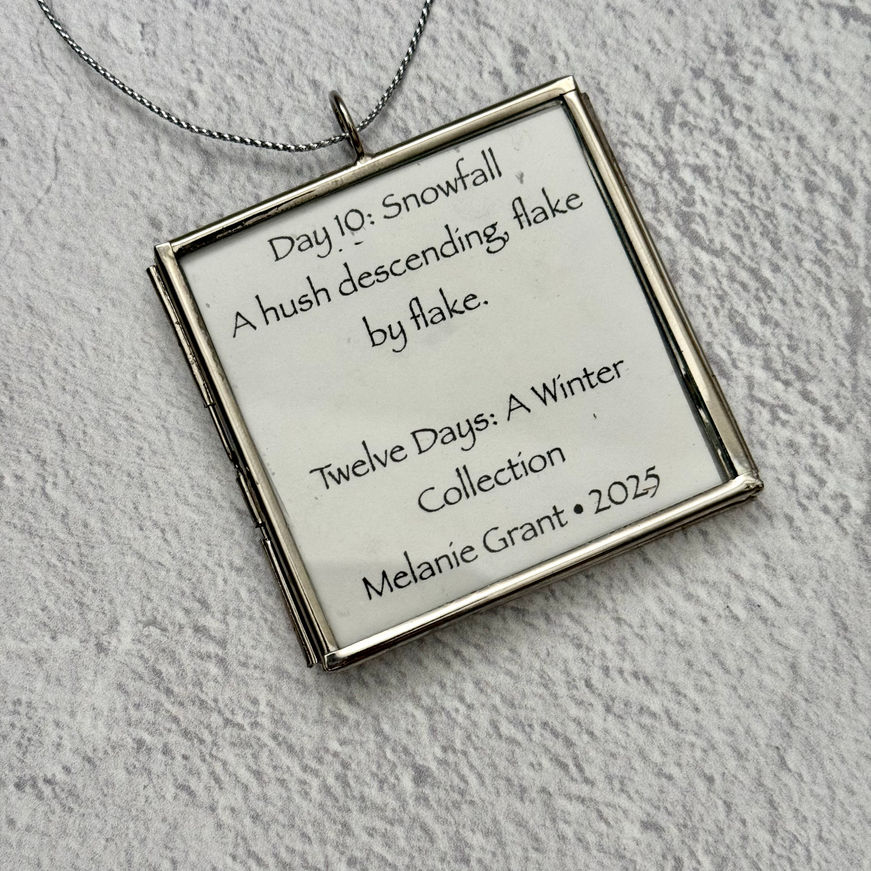 Day 10: Snowfall
A hush descending, flake
by flake.
Twelve Days: A Winter
Collection
Melanie Grant • 2025